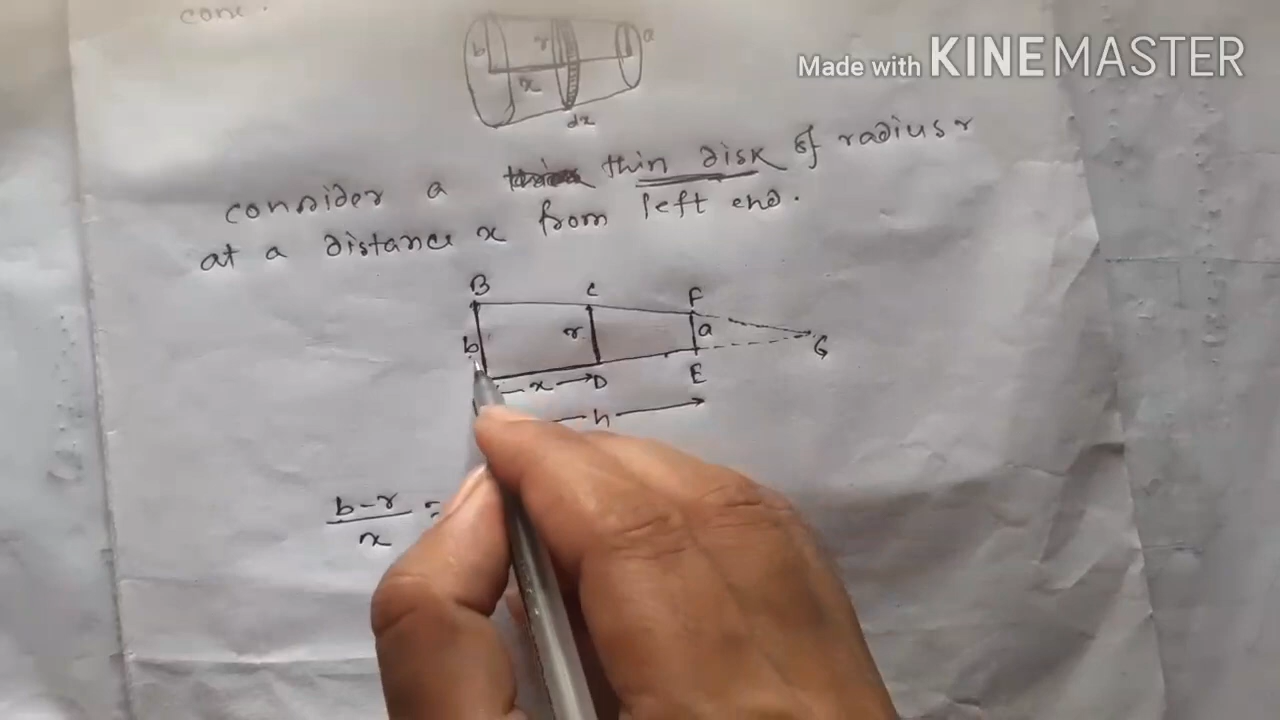 cone.
Made with KINEMASTER
b r a
x
dx
consider a thin disk of radius r
at a distance x from left end.
B C F
b r a
G
x D E
h
b-r =
x